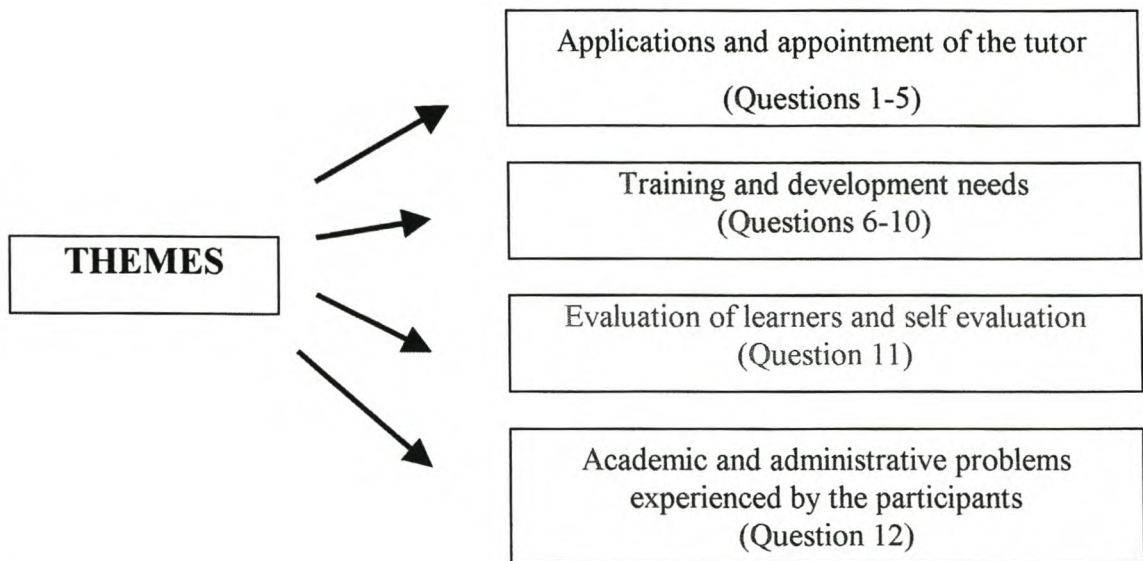 THEMES
Applications and appointment of the tutor
(Questions 1-5)
Training and development needs
(Questions 6-10)
Evaluation of learners and self evaluation
(Question 11)
Academic and administrative problems
experienced by the participants
(Question 12)